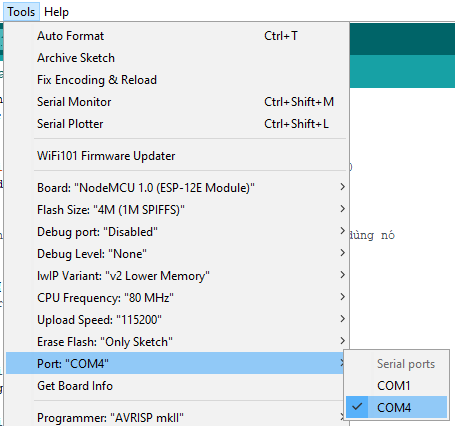 Tools Help
Auto Format Ctrl+T
Archive Sketch
Fix Encoding & Reload
Serial Monitor Ctrl+Shift+M
Serial Plotter Ctrl+Shift+L
WiFi101 Firmware Updater
Board: "NodeMCU 1.0 (ESP-12E Module)"
Flash Size: "4M (1M SPIFFS)"
Debug port: "Disabled"
dùng nó
Debug Level: "None"
lwIP Variant: "v2 Lower Memory"
CPU Frequency: "80 MHz"
Upload Speed: "115200"
Erase Flash: "Only Sketch"
Port: "COM4"
Serial ports
COM1
COM4
Get Board Info
Programmer: "AVRISP mkII"